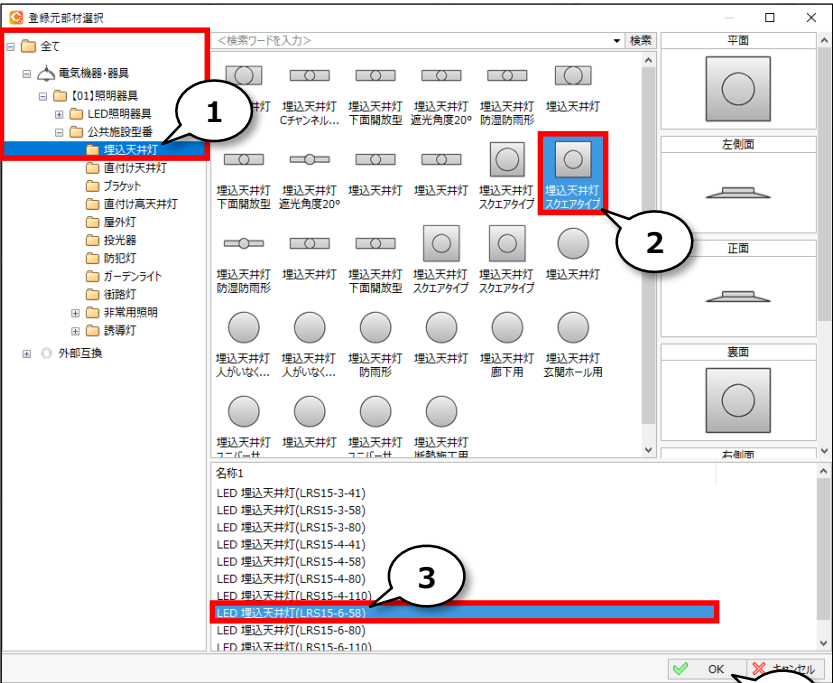 登録元部材選択
全て
電気機器・器具
【01】照明器具
LED照明器具
公共施設型番
埋込天井灯
直付け天井灯
ブラケット
直付け高天井灯
屋外灯
投光器
防犯灯
ガーデンライト
街路灯
非常用照明
誘導灯
外部互換
1
<検索ワードを入力>
検索
井灯 埋込天井灯 埋込天井灯 埋込天井灯 埋込天井灯 埋込天井灯
Cチャンネル... 下面開放型 遮光角度20° 防湿防雨形
埋込天井灯 埋込天井灯 埋込天井灯 埋込天井灯 埋込天井灯 埋込天井灯
下面開放型 遮光角度20° スクエアタイプ スクエアタイプ
2
埋込天井灯 埋込天井灯 埋込天井灯 埋込天井灯 埋込天井灯 埋込天井灯
防湿防雨形 下面開放型 スクエアタイプ スクエアタイプ
埋込天井灯 埋込天井灯 埋込天井灯 埋込天井灯 埋込天井灯 埋込天井灯
人がいなく... 人がいなく... 防雨形 廊下用 玄関ホール用
埋込天井灯 埋込天井灯 埋込天井灯 埋込天井灯
平面
左側面
正面
裏面
右側面
名称1
LED 埋込天井灯(LRS15-3-41)
LED 埋込天井灯(LRS15-3-58)
LED 埋込天井灯(LRS15-3-80)
LED 埋込天井灯(LRS15-4-41)
LED 埋込天井灯(LRS15-4-58)
LED 埋込天井灯(LRS15-4-80)
LED 埋込天井灯(LRS15-4-110)
LED 埋込天井灯(LRS15-6-58)
LED 埋込天井灯(LRS15-6-80)
LED 埋込天井灯(LRS15-6-110)
3
OK
キャンセル